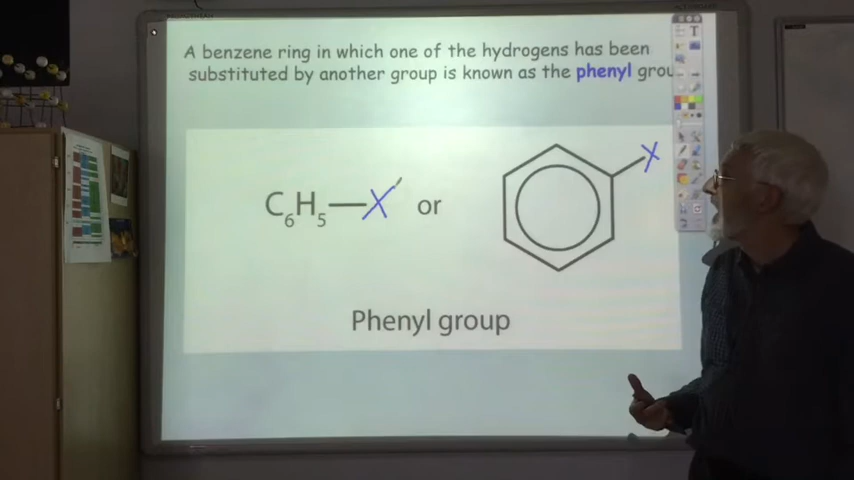 A benzene ring in which one of the hydrogens has been
substituted by another group is known as the phenyl grou
C₆H₅—X or
X
Phenyl group
T